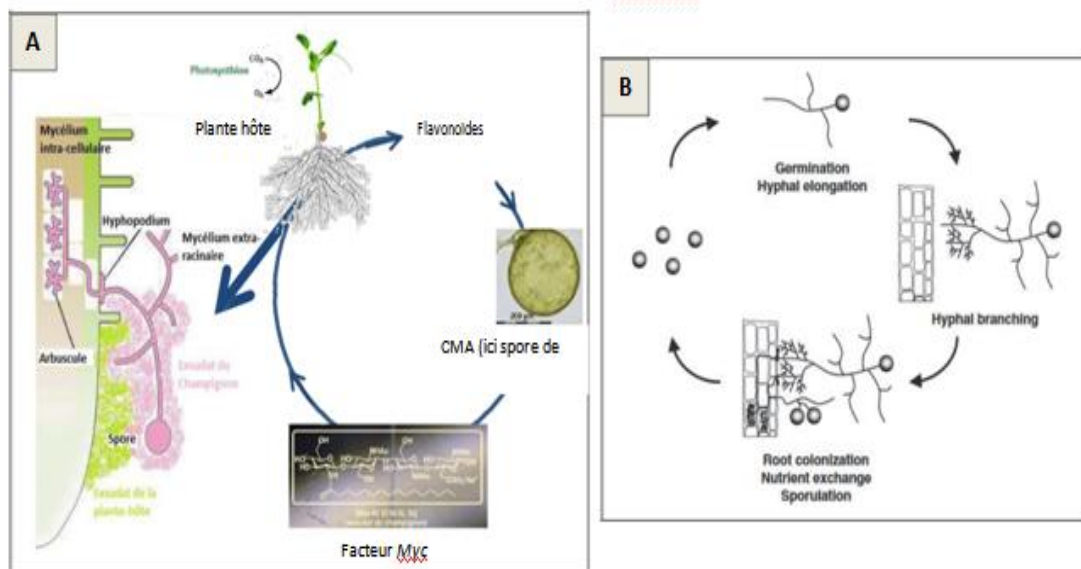 A
Photosynthèse
CO₂
O₂
Plante hôte
Flavonoïdes
Mycélium
intra-cellulaire
Hyphopodium
Mycélium extra-
racinaire
CMA (ici spore de
Arbuscule
Exsudat du
Champignon
Spore
Exsudat de la
plante-hôte
Facteur Myc
B
Germination
Hyphal elongation
Hyphal branching
Root colonization
Nutrient exchange
Sporulation